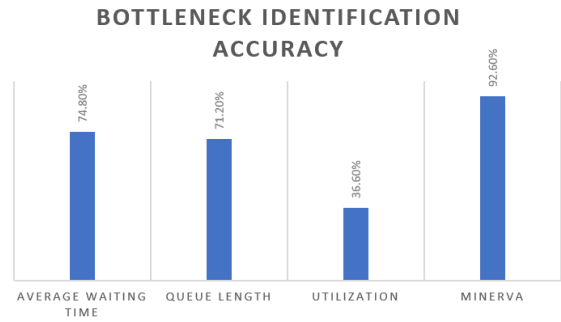 BOTTLENECK IDENTIFICATION
ACCURACY
74.80%
71.20%
36.60%
92.60%
AVERAGE WAITING
TIME
QUEUE LENGTH
UTILIZATION
MINERVA